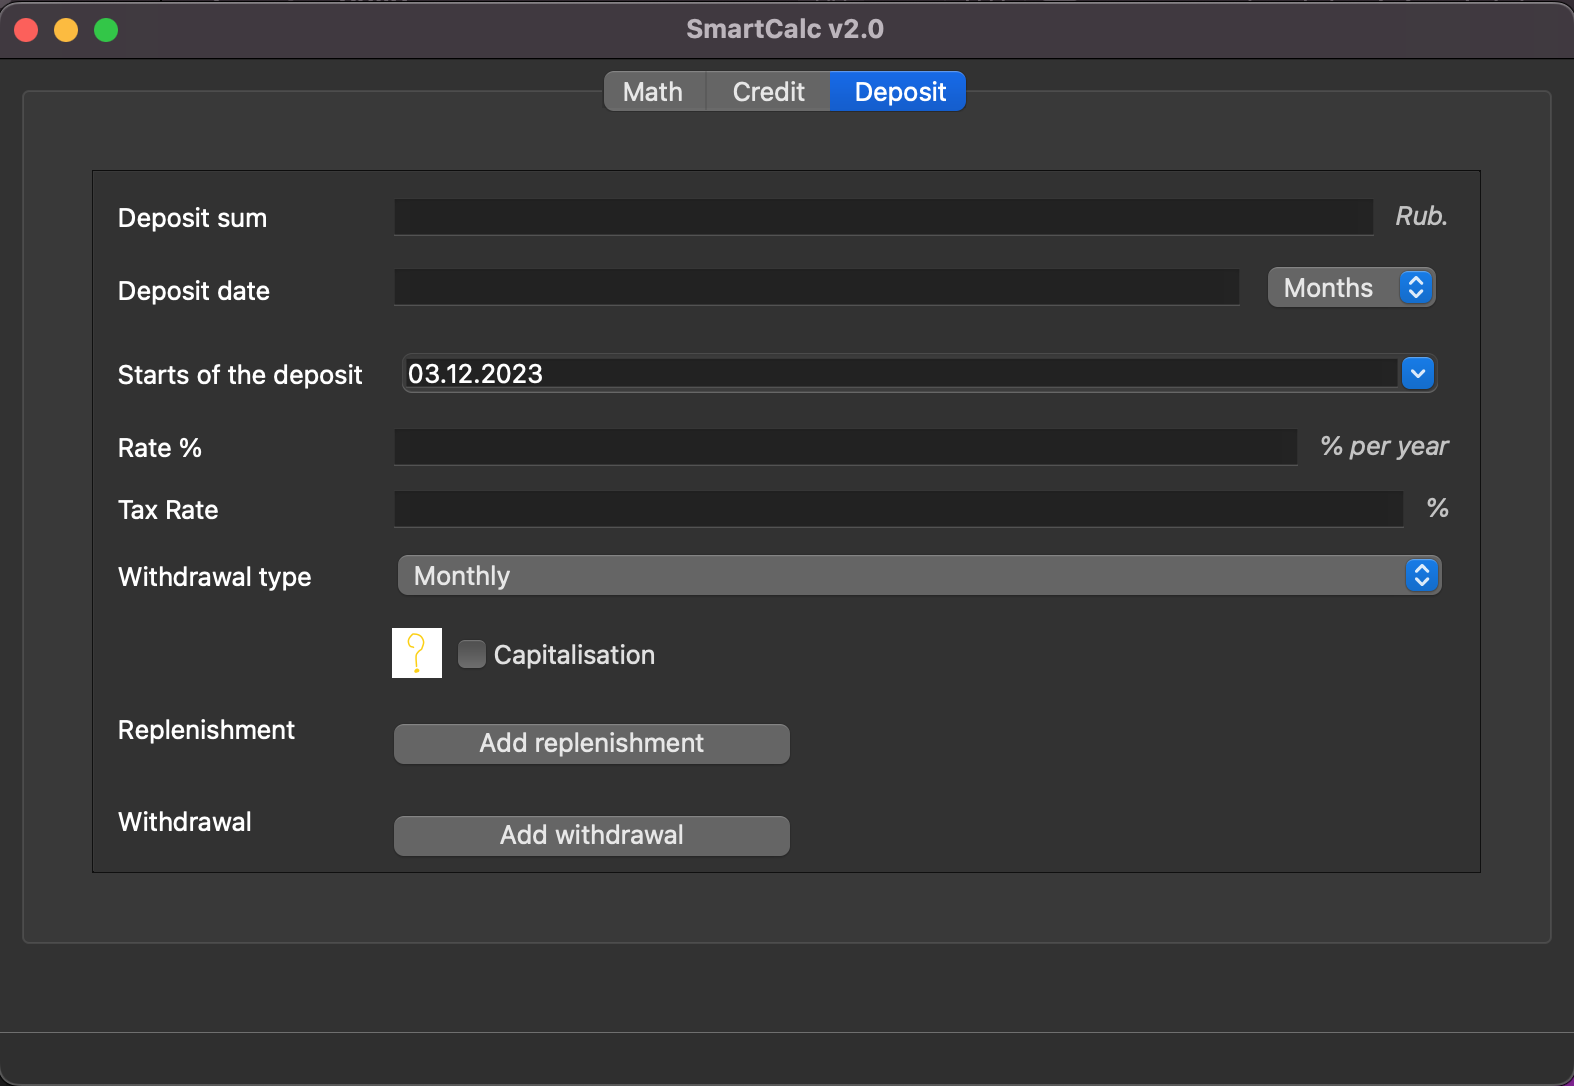 SmartCalc v2.0
Math Credit Deposit
Deposit sum Rub.
Deposit date Months
Starts of the deposit 03.12.2023
Rate % % per year
Tax Rate %
Withdrawal type Monthly
? Capitalisation
Replenishment Add replenishment
Withdrawal Add withdrawal